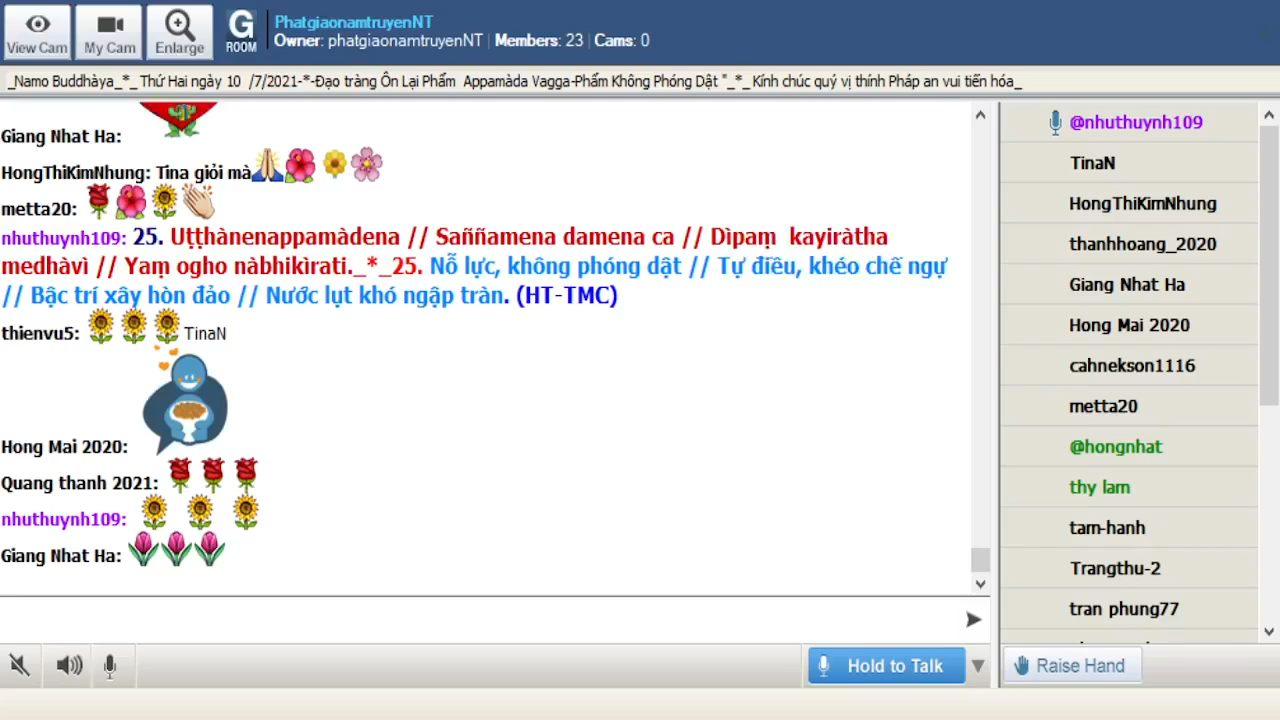 View Cam
My Cam
Enlarge
G
ROOM
PhatgiaonamtruyenNT
Owner: phatgiaonamtruyenNT | Members: 23 | Cams: 0
_Namo Buddhàya_*_Thứ Hai ngày 10 /7/2021-*-Đạo tràng Ôn Lại Phẩm Appamàda Vagga-Phẩm Không Phóng Dật "_*_Kính chúc quý vị thính Pháp an vui tiến hóa_
Giang Nhat Ha:
HongThiKimNhung: Tina giỏi mà
metta20:
nhuthuynh109: 25. Uṭṭhànenappamàdena // Saññamena damena ca // Dìpaṃ kayiràtha
medhàvì // Yaṃ ogho nàbhikìrati._*_25. Nỗ lực, không phóng dật // Tự điều, khéo chế ngự
// Bậc trí xây hòn đảo // Nước lụt khó ngập tràn. (HT-TMC)
thienvu5: TinaN
Hong Mai 2020:
Quang thanh 2021:
nhuthuynh109:
Giang Nhat Ha:
Hold to Talk
@nhuthuynh109
TinaN
HongThiKimNhung
thanhhoang_2020
Giang Nhat Ha
Hong Mai 2020
cahnekson1116
metta20
@hongnhat
thy lam
tam-hanh
Trangthu-2
tran phung77
Raise Hand